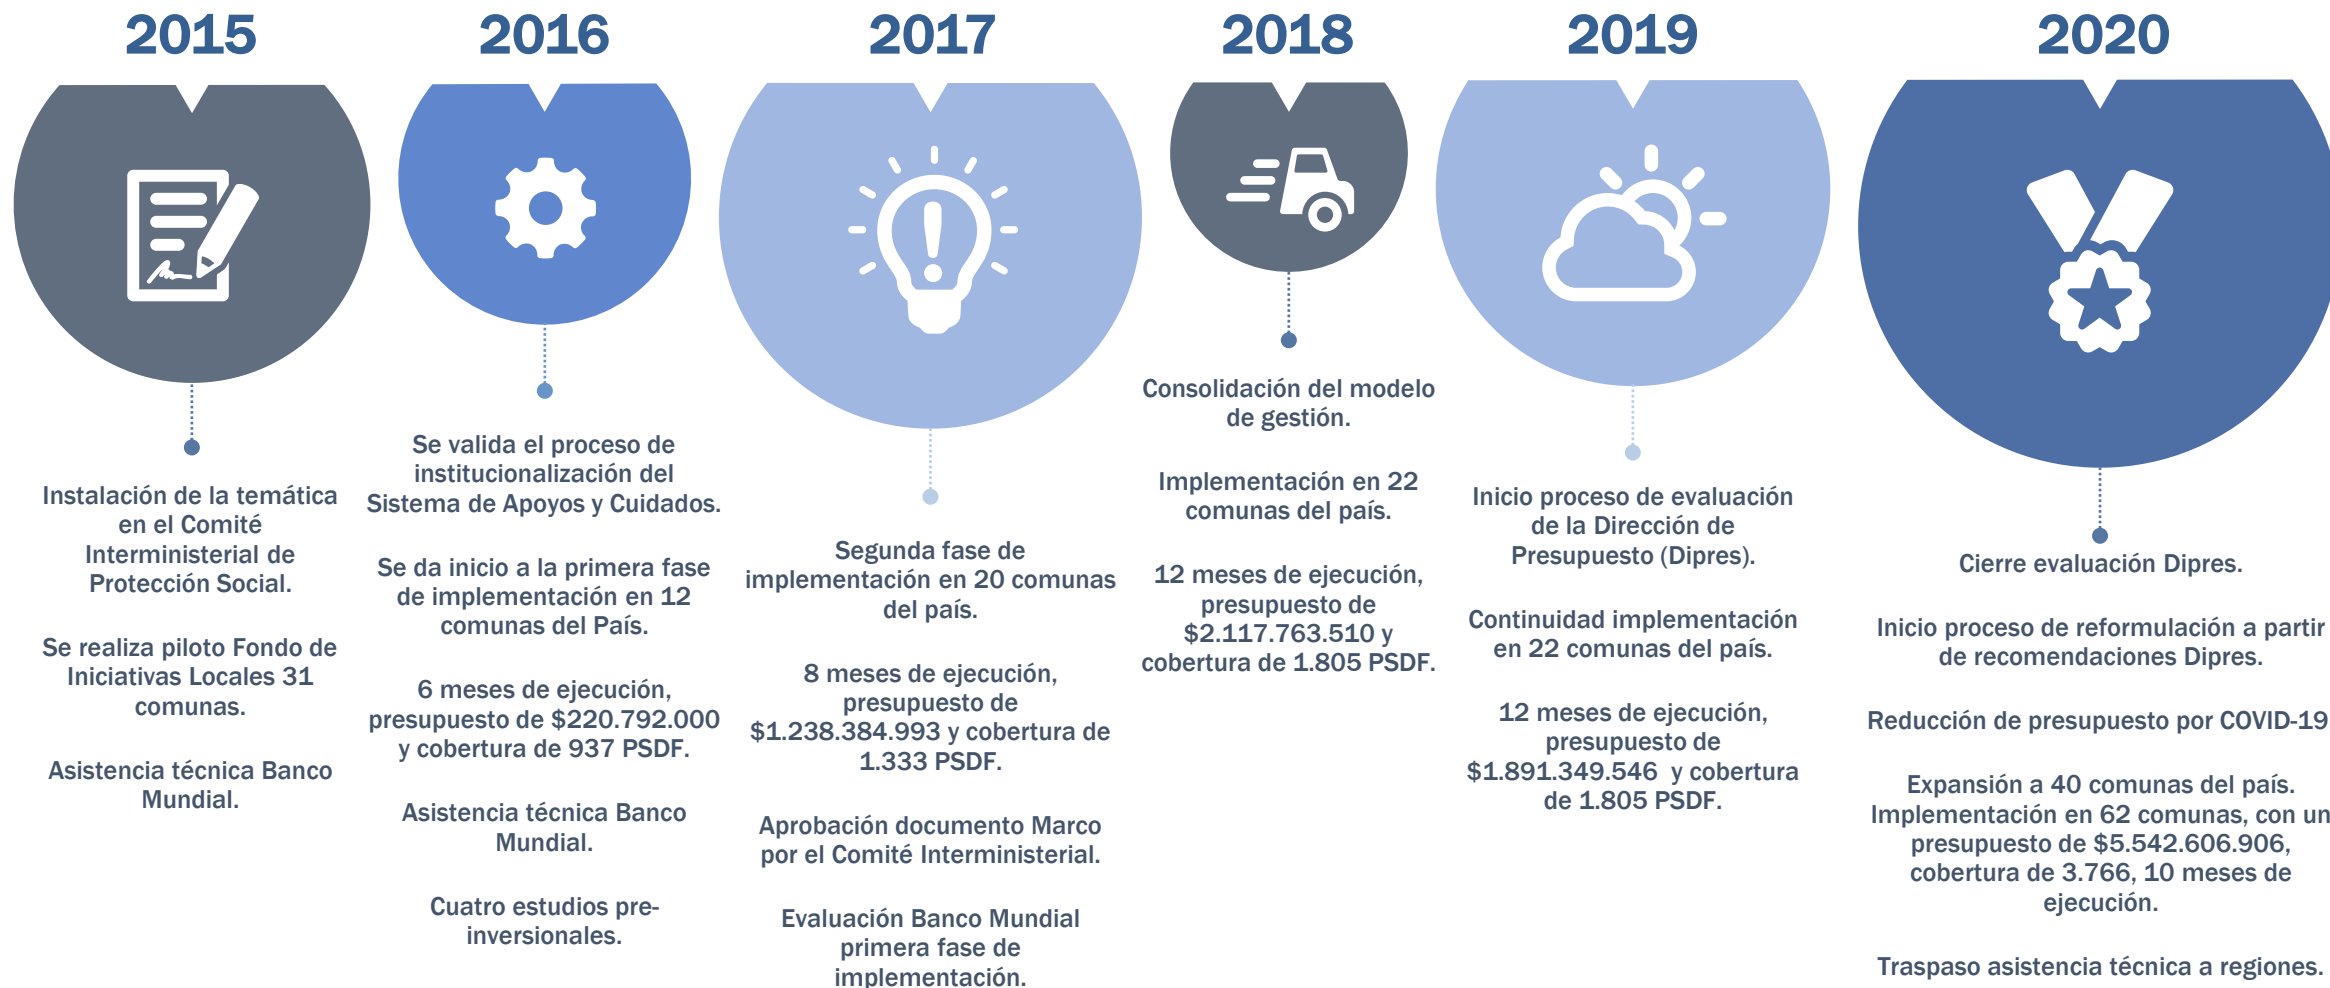 2015
Instalación de la temática
en el Comité
Interministerial de
Protección Social.
Se realiza piloto Fondo de
Iniciativas Locales 31
comunas.
Asistencia técnica Banco
Mundial.
2016
Se valida el proceso de
institucionalización del
Sistema de Apoyos y Cuidados.
Se da inicio a la primera fase
de implementación en 12
comunas del País.
6 meses de ejecución,
presupuesto de $220.792.000
y cobertura de 937 PSDF.
Asistencia técnica Banco
Mundial.
Cuatro estudios pre-
inversionales.
2017
Segunda fase de
implementación en 20 comunas
del país.
8 meses de ejecución,
presupuesto de
$1.238.384.993 y cobertura de
1.333 PSDF.
Aprobación documento Marco
por el Comité Interministerial.
Evaluación Banco Mundial
primera fase de
implementación.
2018
Consolidación del modelo
de gestión.
Implementación en 22
comunas del país.
12 meses de ejecución,
presupuesto de
$2.117.763.510 y
cobertura de 1.805 PSDF.
2019
Inicio proceso de evaluación
de la Dirección de
Presupuesto (Dipres).
Continuidad implementación
en 22 comunas del país.
12 meses de ejecución,
presupuesto de
$1.891.349.546 y cobertura
de 1.805 PSDF.
2020
Cierre evaluación Dipres.
Inicio proceso de reformulación a partir
de recomendaciones Dipres.
Reducción de presupuesto por COVID-19
Expansión a 40 comunas del país.
Implementación en 62 comunas, con un
presupuesto de $5.542.606.906,
cobertura de 3.766, 10 meses de
ejecución.
Traspaso asistencia técnica a regiones.